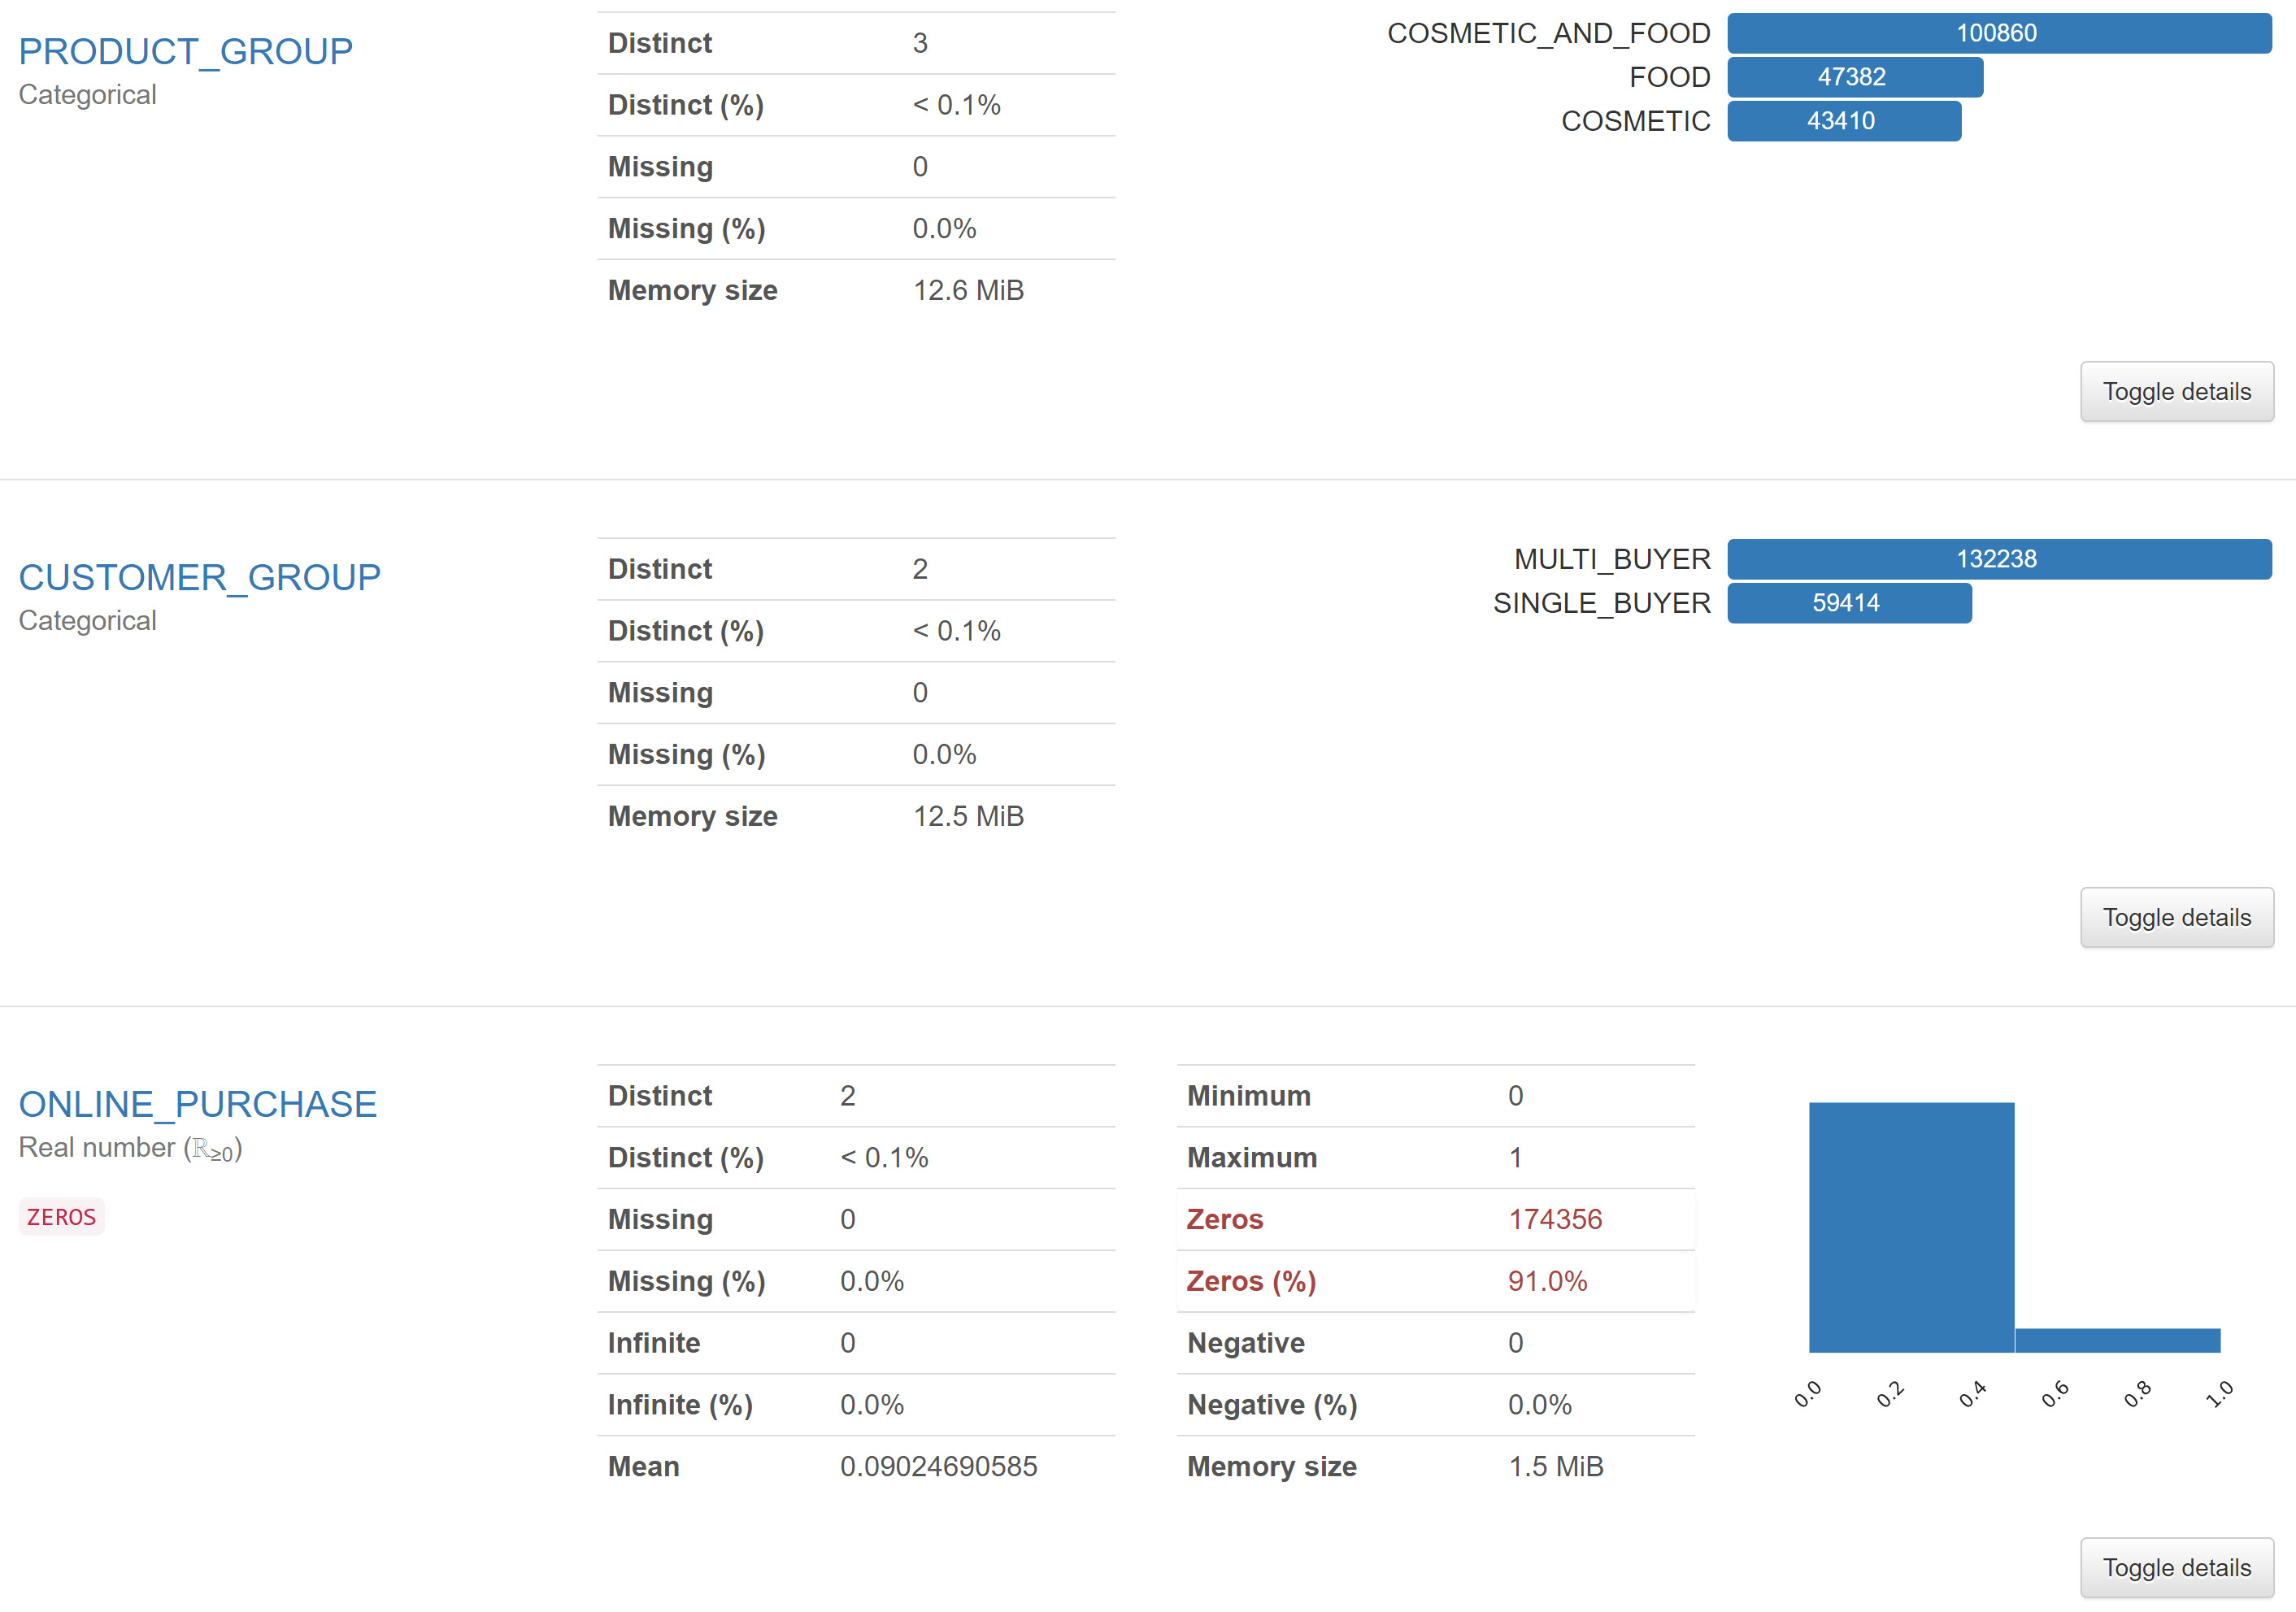 PRODUCT_GROUP
Categorical
Distinct 3
Distinct (%) < 0.1%
Missing 0
Missing (%) 0.0%
Memory size 12.6 MiB
COSMETIC_AND_FOOD 100860
FOOD 47382
COSMETIC 43410
Toggle details
CUSTOMER_GROUP
Categorical
Distinct 2
Distinct (%) < 0.1%
Missing 0
Missing (%) 0.0%
Memory size 12.5 MiB
MULTI_BUYER 132238
SINGLE_BUYER 59414
Toggle details
ONLINE_PURCHASE
Real number (ℝ≥0)
ZEROS
Distinct 2
Distinct (%) < 0.1%
Missing 0
Missing (%) 0.0%
Infinite 0
Infinite (%) 0.0%
Mean 0.09024690585
Minimum 0
Maximum 1
Zeros 174356
Zeros (%) 91.0%
Negative 0
Negative (%) 0.0%
Memory size 1.5 MiB
0.0 0.2 0.4 0.6 0.8 1.0
Toggle details